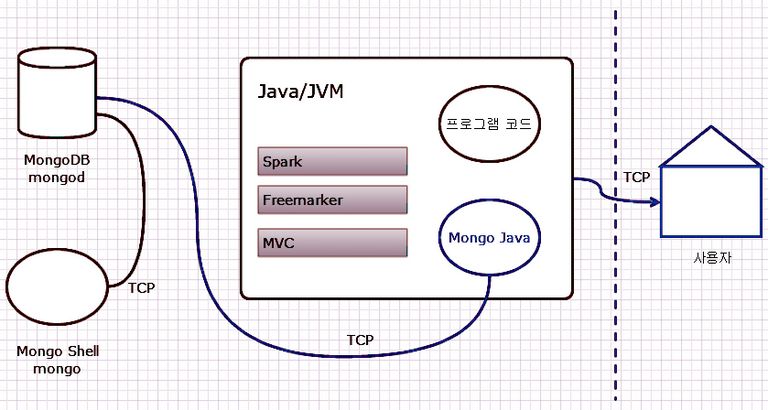 MongoDB
mongod
TCP
Mongo Shell
mongo
Java/JVM
Spark
Freemarker
MVC
프로그램 코드
Mongo Java
TCP
TCP
사용자